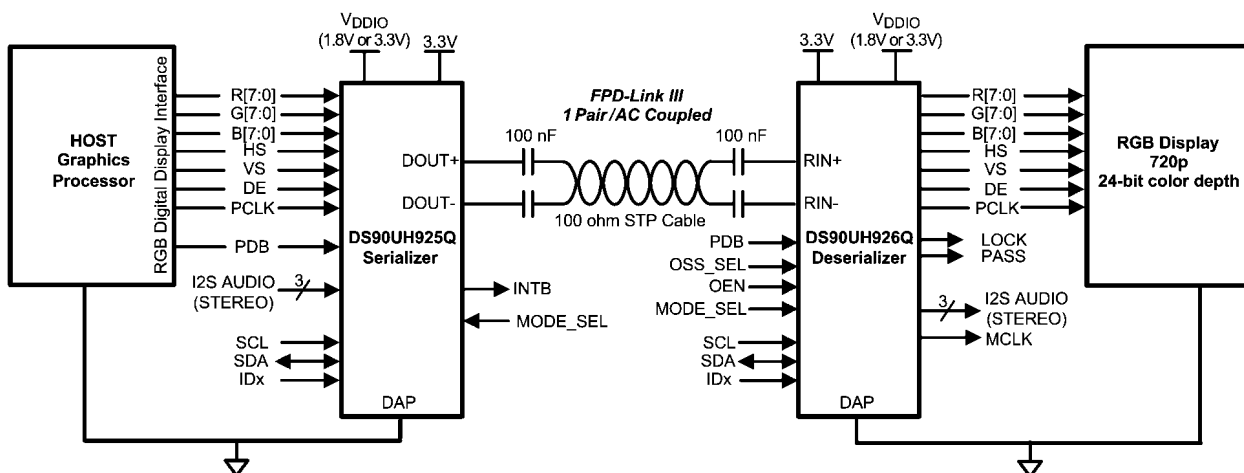 VDDIO
(1.8V or 3.3V)
3.3V
HOST
Graphics
Processor
RGB Digital Display Interface
R[7:0]
G[7:0]
B[7:0]
HS
VS
DE
PCLK
PDB
I2S AUDIO
(STEREO)
3
SCL
SDA
IDx
DOUT+
DOUT-
DS90UH925Q
Serializer
DAP
INTB
MODE_SEL
FPD-Link III
1 Pair/AC Coupled
100 nF
100 nF
100 ohm STP Cable
3.3V
VDDIO
(1.8V or 3.3V)
RIN+
RIN-
DS90UH926Q
Deserializer
DAP
PDB
OSS_SEL
OEN
MODE_SEL
SCL
SDA
IDx
R[7:0]
G[7:0]
B[7:0]
HS
VS
DE
PCLK
LOCK
PASS
3
I2S AUDIO
(STEREO)
MCLK
RGB Display
720p
24-bit color depth